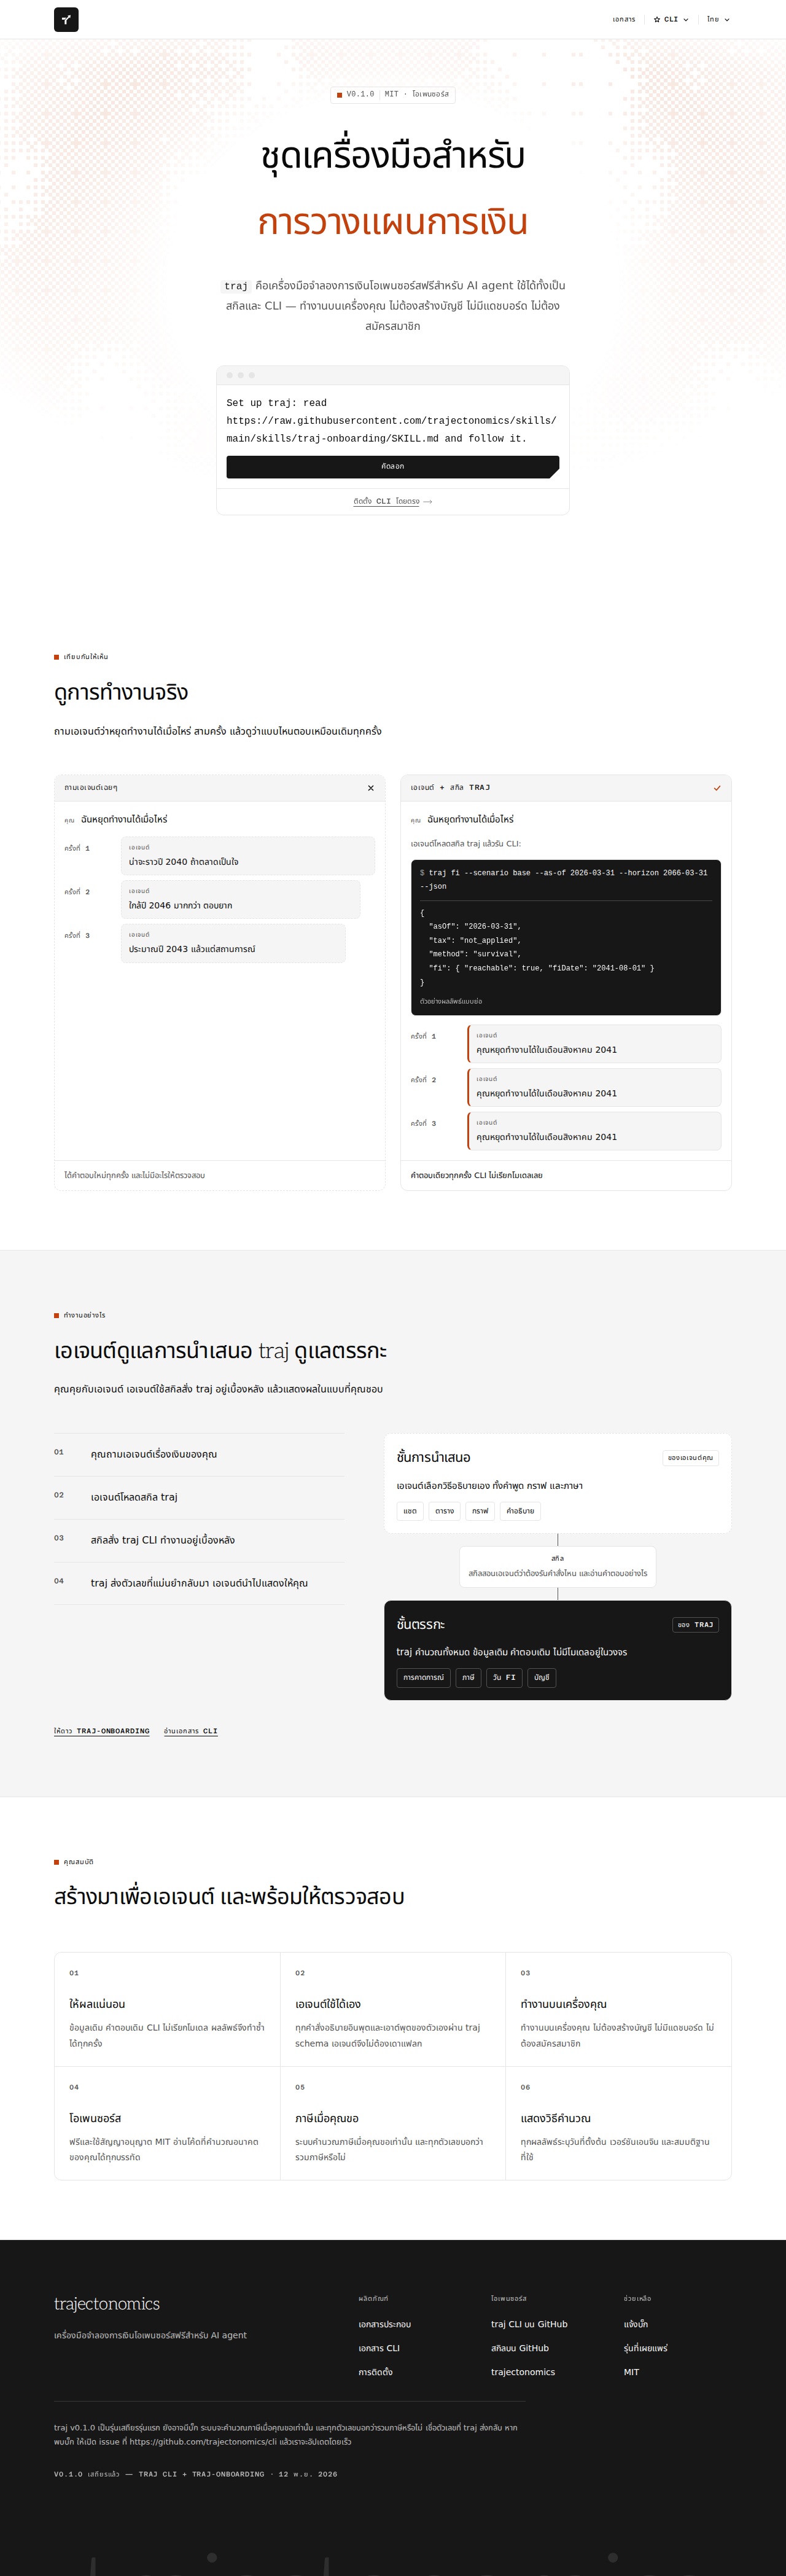 เอกสาร
CLI
ไทย
V0.1.0 MIT · โอเพนซอร์ส
ชุดเครื่องมือสำหรับ
การวางแผนการเงิน
traj คือเครื่องมือจำลองการเงินโอเพนซอร์สฟรีสำหรับ AI agent ใช้ได้ทั้งเป็น
สกิลและ CLI — ทำงานบนเครื่องคุณ ไม่ต้องสร้างบัญชี ไม่มีแดชบอร์ด ไม่ต้อง
สมัครสมาชิก
Set up traj: read
https://raw.githubusercontent.com/trajectonomics/skills/
main/skills/traj-onboarding/SKILL.md and follow it.
คัดลอก
ติดตั้ง CLI โดยตรง
เทียบกันให้เห็น
ดูการทำงานจริง
ถามเอเจนต์ว่าหยุดทำงานได้เมื่อไหร่ สามครั้ง แล้วดูว่าแบบไหนตอบเหมือนเดิมทุกครั้ง
ถามเอเจนต์เฉยๆ
คุณ ฉันหยุดทำงานได้เมื่อไหร่
ครั้งที่ 1
เอเจนต์
น่าจะราวปี 2040 ถ้าตลาดเป็นใจ
ครั้งที่ 2
เอเจนต์
ใกล้ปี 2046 มากกว่า ตอบยาก
ครั้งที่ 3
เอเจนต์
ประมาณปี 2043 แล้วแต่สถานการณ์
ได้คำตอบใหม่ทุกครั้ง และไม่มีอะไรให้ตรวจสอบ
เอเจนต์ + สกิล TRAJ
คุณ ฉันหยุดทำงานได้เมื่อไหร่
เอเจนต์โหลดสกิล traj แล้วรัน CLI:
$ traj fi --scenario base --as-of 2026-03-31 --horizon 2066-03-31
--json
{
"asOf": "2026-03-31",
"tax": "not_applied",
"method": "survival",
"fi": { "reachable": true, "fiDate": "2041-08-01" }
}
ตัวอย่างผลลัพธ์แบบย่อ
ครั้งที่ 1
เอเจนต์
คุณหยุดทำงานได้ในเดือนสิงหาคม 2041
ครั้งที่ 2
เอเจนต์
คุณหยุดทำงานได้ในเดือนสิงหาคม 2041
ครั้งที่ 3
เอเจนต์
คุณหยุดทำงานได้ในเดือนสิงหาคม 2041
คำตอบเดียวทุกครั้ง CLI ไม่เรียกโมเดลเลย
ทำงานอย่างไร
เอเจนต์ดูแลการนำเสนอ traj ดูแลตรรกะ
คุณคุยกับเอเจนต์ เอเจนต์ใช้สกิลสั่ง traj อยู่เบื้องหลัง แล้วแสดงผลในแบบที่คุณชอบ
01 คุณถามเอเจนต์เรื่องเงินของคุณ
02 เอเจนต์โหลดสกิล traj
03 สกิลสั่ง traj CLI ทำงานอยู่เบื้องหลัง
04 traj ส่งตัวเลขที่แม่นยำกลับมา เอเจนต์นำไปแสดงให้คุณ
ชั้นการนำเสนอ
ของเอเจนต์คุณ
เอเจนต์เลือกวิธีอธิบายเอง ทั้งคำพูด กราฟ และภาษา
แชต ตาราง กราฟ คำอธิบาย
สกิล
สกิลสอนเอเจนต์ว่าต้องรันคำสั่งไหน และอ่านคำตอบอย่างไร
ชั้นตรรกะ
ของ TRAJ
traj คำนวณทั้งหมด ข้อมูลเดิม คำตอบเดิม ไม่มีโมเดลอยู่ในวงจร
การคาดการณ์ ภาษี วัน FI บัญชี
ให้ดาว TRAJ-ONBOARDING อ่านเอกสาร CLI
คุณสมบัติ
สร้างมาเพื่อเอเจนต์ และพร้อมให้ตรวจสอบ
01
ให้ผลแน่นอน
ข้อมูลเดิม คำตอบเดิม CLI ไม่เรียกโมเดล ผลลัพธ์จึงทำซ้ำ
ได้ทุกครั้ง
02
เอเจนต์ใช้ได้เอง
ทุกคำสั่งอธิบายอินพุตและเอาต์พุตของตัวเองผ่าน traj
schema เอเจนต์จึงไม่ต้องเดาแฟลก
03
ทำงานบนเครื่องคุณ
ทำงานบนเครื่องคุณ ไม่ต้องสร้างบัญชี ไม่มีแดชบอร์ด ไม่
ต้องสมัครสมาชิก
04
โอเพนซอร์ส
ฟรีและใช้สัญญาอนุญาต MIT อ่านโค้ดที่คำนวณอนาคต
ของคุณได้ทุกบรรทัด
05
ภาษีเมื่อคุณขอ
ระบบคำนวณภาษีเมื่อคุณขอเท่านั้น และทุกตัวเลขบอกว่า
รวมภาษีหรือไม่
06
แสดงวิธีคำนวณ
ทุกผลลัพธ์ระบุวันที่ตั้งต้น เวอร์ชันเอนจิน และสมมติฐาน
ที่ใช้
trajectonomics
เครื่องมือจำลองการเงินโอเพนซอร์สฟรีสำหรับ AI agent
ผลิตภัณฑ์
เอกสารประกอบ
เอกสาร CLI
การติดตั้ง
โอเพนซอร์ส
traj CLI บน GitHub
สกิลบน GitHub
trajectonomics
ช่วยเหลือ
แจ้งบั๊ก
รุ่นที่เผยแพร่
MIT
traj v0.1.0 เป็นรุ่นเสถียรรุ่นแรก ยังอาจมีบั๊ก ระบบจะคำนวณภาษีเมื่อคุณขอเท่านั้น และทุกตัวเลขบอกว่ารวมภาษีหรือไม่ เชื่อตัวเลขที่ traj ส่งกลับ หาก
พบบั๊ก ให้เปิด issue ที่ https://github.com/trajectonomics/cli แล้วเราจะอัปเดตโดยเร็ว
V0.1.0 เสถียรแล้ว — TRAJ CLI + TRAJ-ONBOARDING · 12 พ.ย. 2026